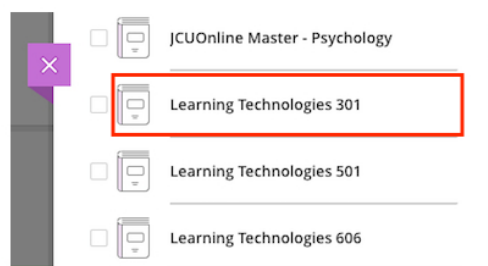 JCUOnline Master - Psychology
Learning Technologies 301
Learning Technologies 501
Learning Technologies 606